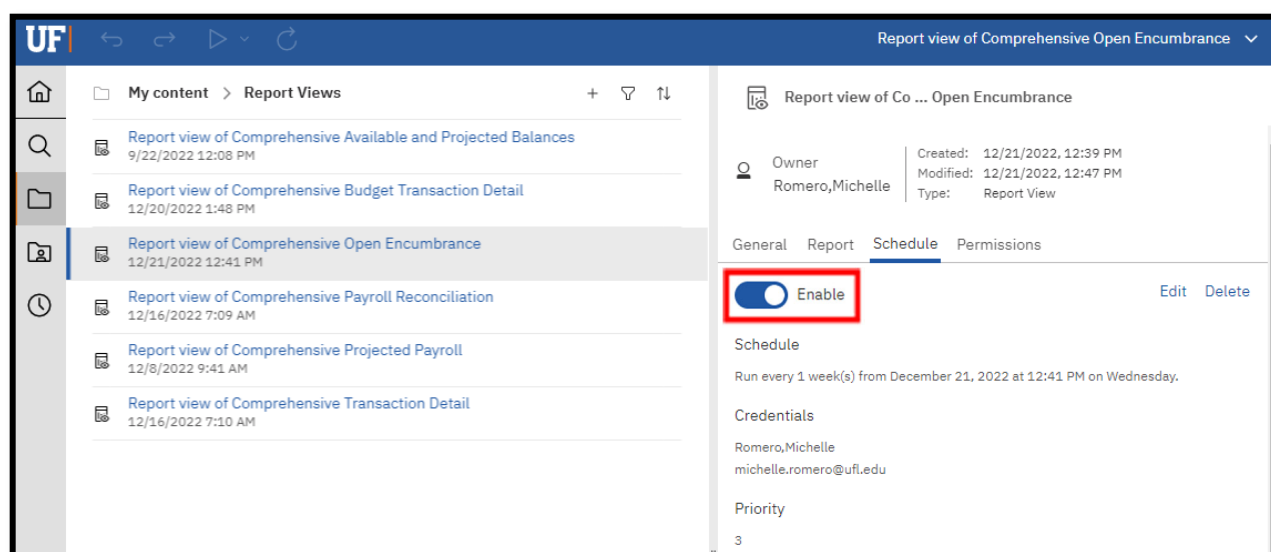 UF
Report view of Comprehensive Open Encumbrance
My content > Report Views
Report view of Comprehensive Available and Projected Balances
9/22/2022 12:08 PM
Report view of Comprehensive Budget Transaction Detail
12/20/2022 1:48 PM
Report view of Comprehensive Open Encumbrance
12/21/2022 12:41 PM
Report view of Comprehensive Payroll Reconciliation
12/16/2022 7:09 AM
Report view of Comprehensive Projected Payroll
12/8/2022 9:41 AM
Report view of Comprehensive Transaction Detail
12/16/2022 7:10 AM
Report view of Co ... Open Encumbrance
Owner
Romero,Michelle
Created: 12/21/2022, 12:39 PM
Modified: 12/21/2022, 12:47 PM
Type: Report View
General Report Schedule Permissions
Enable Edit Delete
Schedule
Run every 1 week(s) from December 21, 2022 at 12:41 PM on Wednesday.
Credentials
Romero,Michelle
michelle.romero@ufl.edu
Priority
3